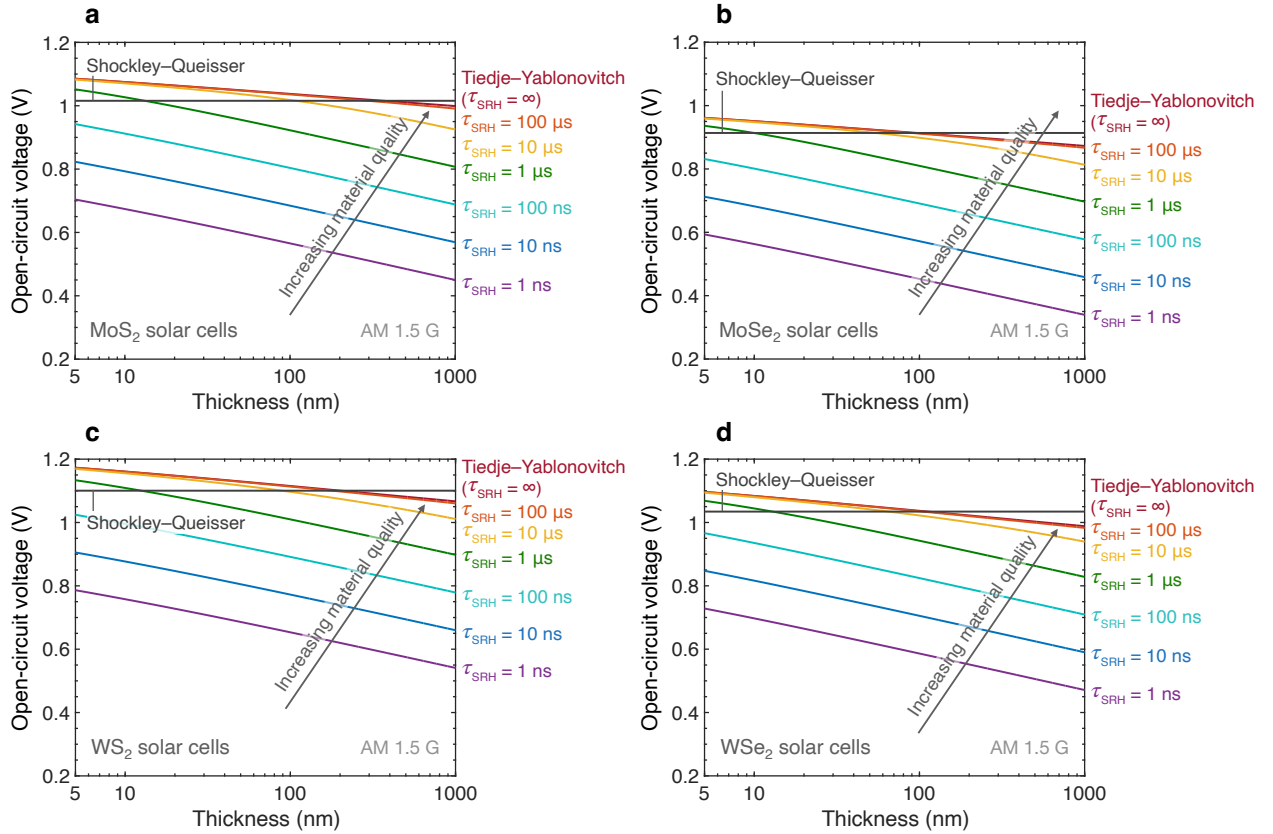 a
1.2
1
0.8
0.6
0.4
0.2
Open-circuit voltage (V)
Shockley–Queisser
Tiedje–Yablonovitch
(τSRH = ∞)
τSRH = 100 µs
τSRH = 10 µs
τSRH = 1 µs
τSRH = 100 ns
τSRH = 10 ns
τSRH = 1 ns
Increasing material quality
MoS2 solar cells
AM 1.5 G
5 10 100 1000
Thickness (nm)
b
1.2
1
0.8
0.6
0.4
0.2
Open-circuit voltage (V)
Shockley–Queisser
Tiedje–Yablonovitch
(τSRH = ∞)
τSRH = 100 µs
τSRH = 10 µs
τSRH = 1 µs
τSRH = 100 ns
τSRH = 10 ns
τSRH = 1 ns
Increasing material quality
MoSe2 solar cells
AM 1.5 G
5 10 100 1000
Thickness (nm)
c
1.2
1
0.8
0.6
0.4
0.2
Open-circuit voltage (V)
Shockley–Queisser
Tiedje–Yablonovitch
(τSRH = ∞)
τSRH = 100 µs
τSRH = 10 µs
τSRH = 1 µs
τSRH = 100 ns
τSRH = 10 ns
τSRH = 1 ns
Increasing material quality
WS2 solar cells
AM 1.5 G
5 10 100 1000
Thickness (nm)
d
1.2
1
0.8
0.6
0.4
0.2
Open-circuit voltage (V)
Shockley–Queisser
Tiedje–Yablonovitch
(τSRH = ∞)
τSRH = 100 µs
τSRH = 10 µs
τSRH = 1 µs
τSRH = 100 ns
τSRH = 10 ns
τSRH = 1 ns
Increasing material quality
WSe2 solar cells
AM 1.5 G
5 10 100 1000
Thickness (nm)